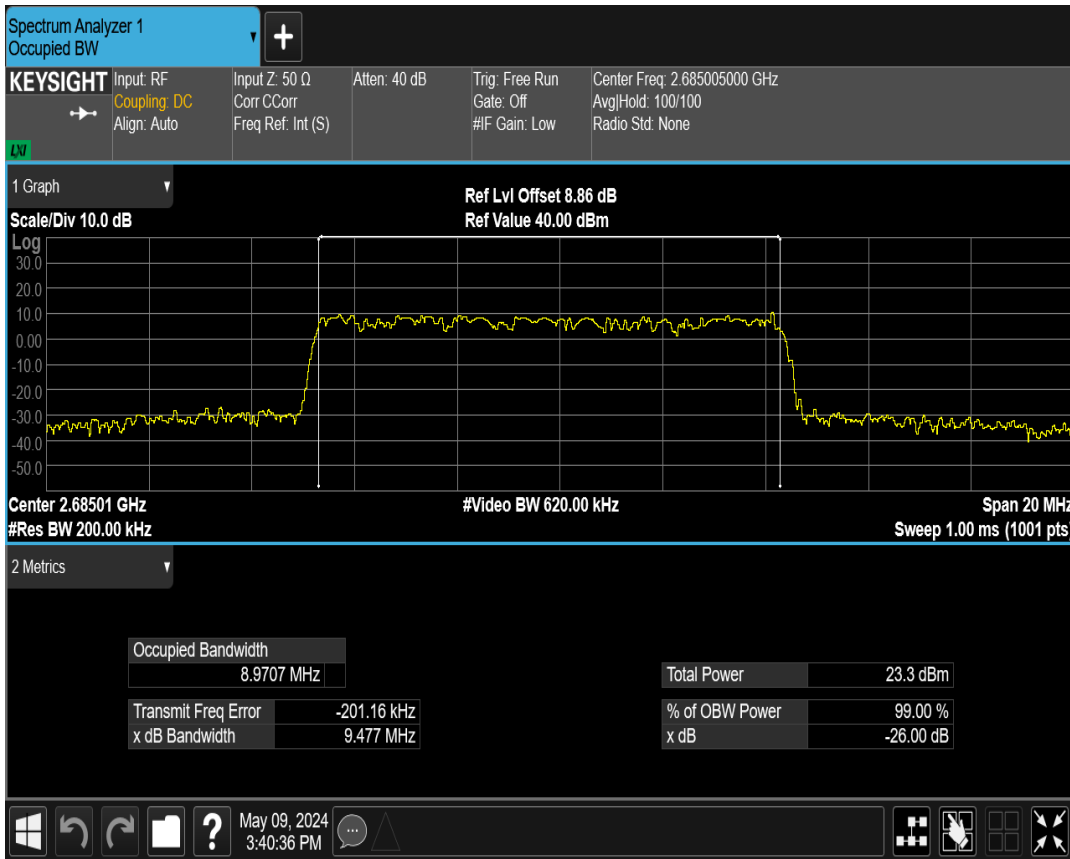 Spectrum Analyzer 1
Occupied BW
KEYSIGHT
LXI
Input: RF
Coupling: DC
Align: Auto
Input Z: 50 Ω
Corr CCorr
Freq Ref: Int (S)
Atten: 40 dB
Trig: Free Run
Gate: Off
#IF Gain: Low
Center Freq: 2.685005000 GHz
Avg|Hold: 100/100
Radio Std: None
1 Graph
Scale/Div 10.0 dB
Ref Lvl Offset 8.86 dB
Ref Value 40.00 dBm
Log
30.0
20.0
10.0
0.00
-10.0
-20.0
-30.0
-40.0
-50.0
Center 2.68501 GHz
#Video BW 620.00 kHz
Span 20 MHz
#Res BW 200.00 kHz
Sweep 1.00 ms (1001 pts)
2 Metrics
Occupied Bandwidth
8.9707 MHz
Total Power 23.3 dBm
Transmit Freq Error -201.16 kHz
% of OBW Power 99.00 %
x dB Bandwidth 9.477 MHz
x dB -26.00 dB
May 09, 2024
3:40:36 PM